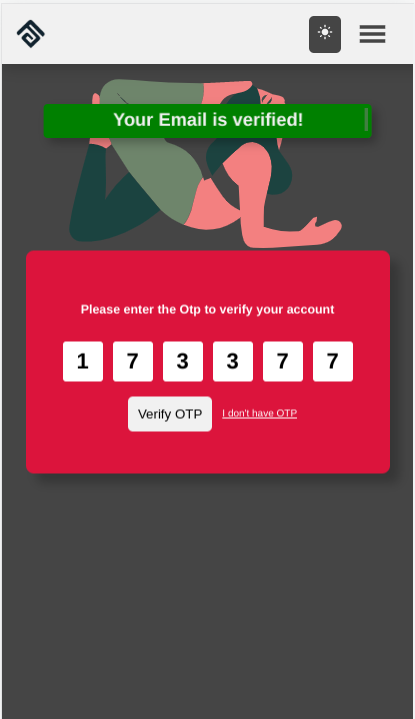 Your Email is verified!
Please enter the Otp to verify your account
1 7 3 3 7 7
Verify OTP I don't have OTP